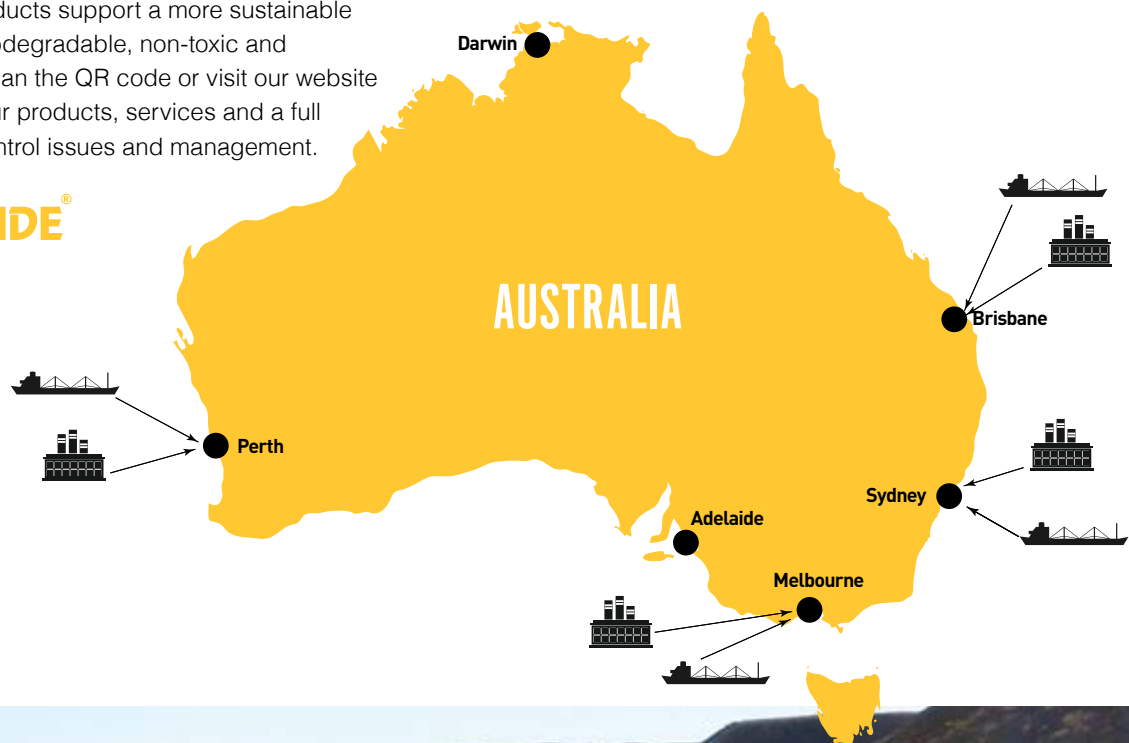 ducts support a more sustainable
odegradable, non-toxic and
an the QR code or visit our website
ur products, services and a full
ntrol issues and management.
IDE®
Darwin
AUSTRALIA
Brisbane
Perth
Sydney
Adelaide
Melbourne